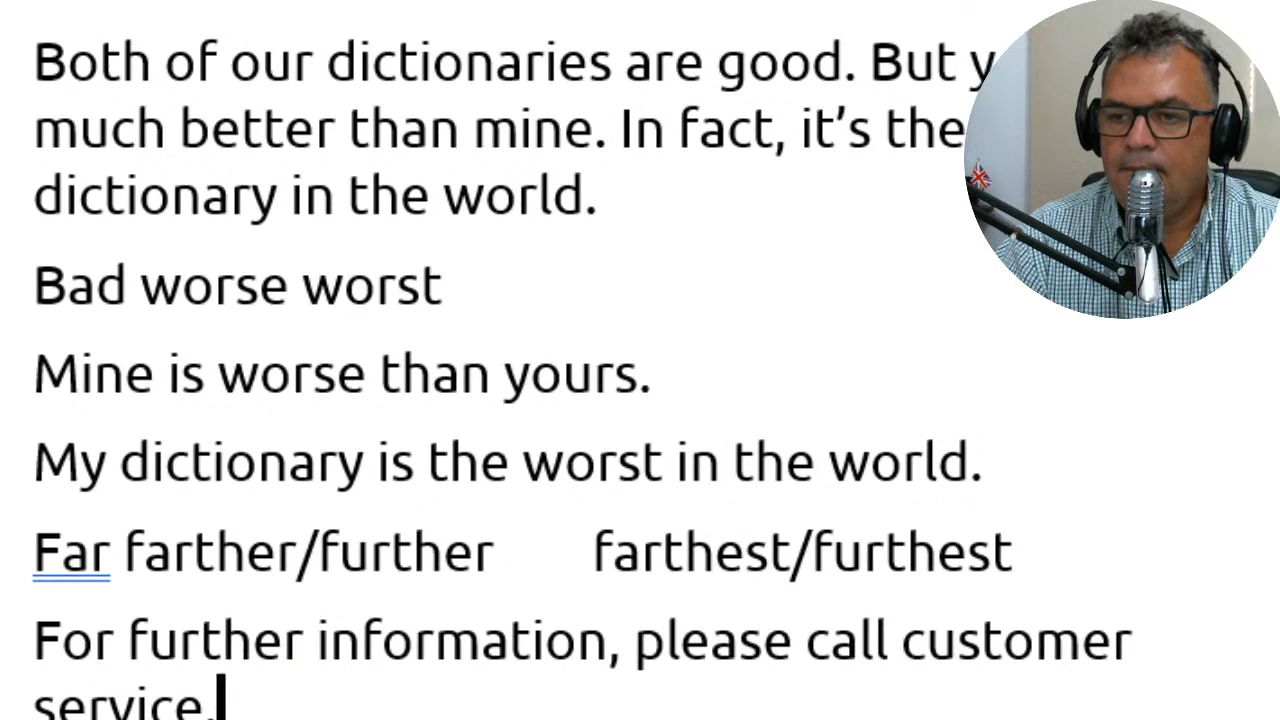 Both of our dictionaries are good. But
much better than mine. In fact, it’s the
dictionary in the world.
Bad worse worst
Mine is worse than yours.
My dictionary is the worst in the world.
Far farther/further farthest/furthest
For further information, please call customer
service.